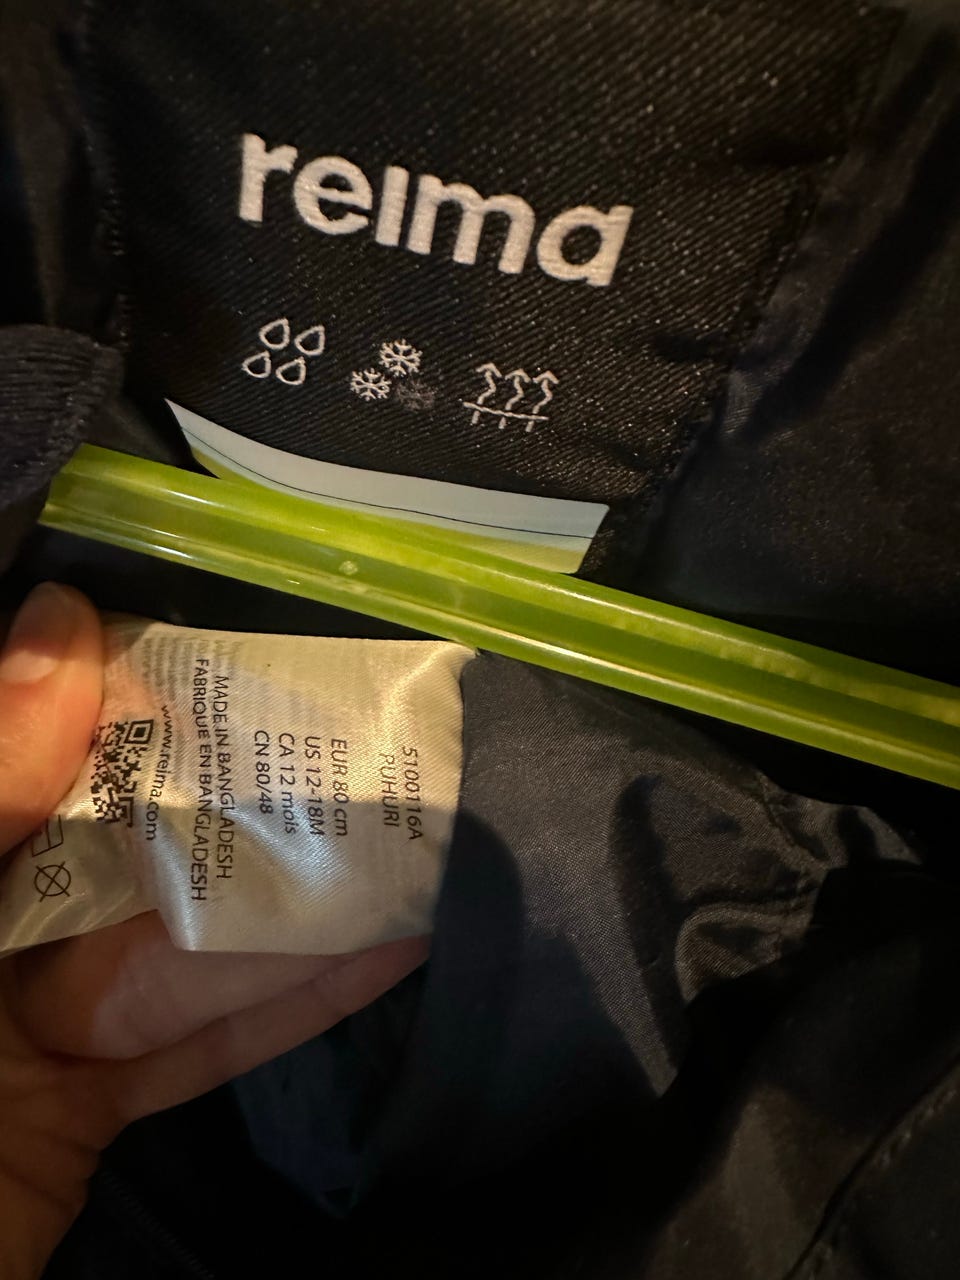 reima
5100116A
PUHURI
EUR 80 cm
US 12-18M
CA 12 mois
CN 80/48
MADE IN BANGLADESH
FABRIQUE EN BANGLADESH
www.reima.com